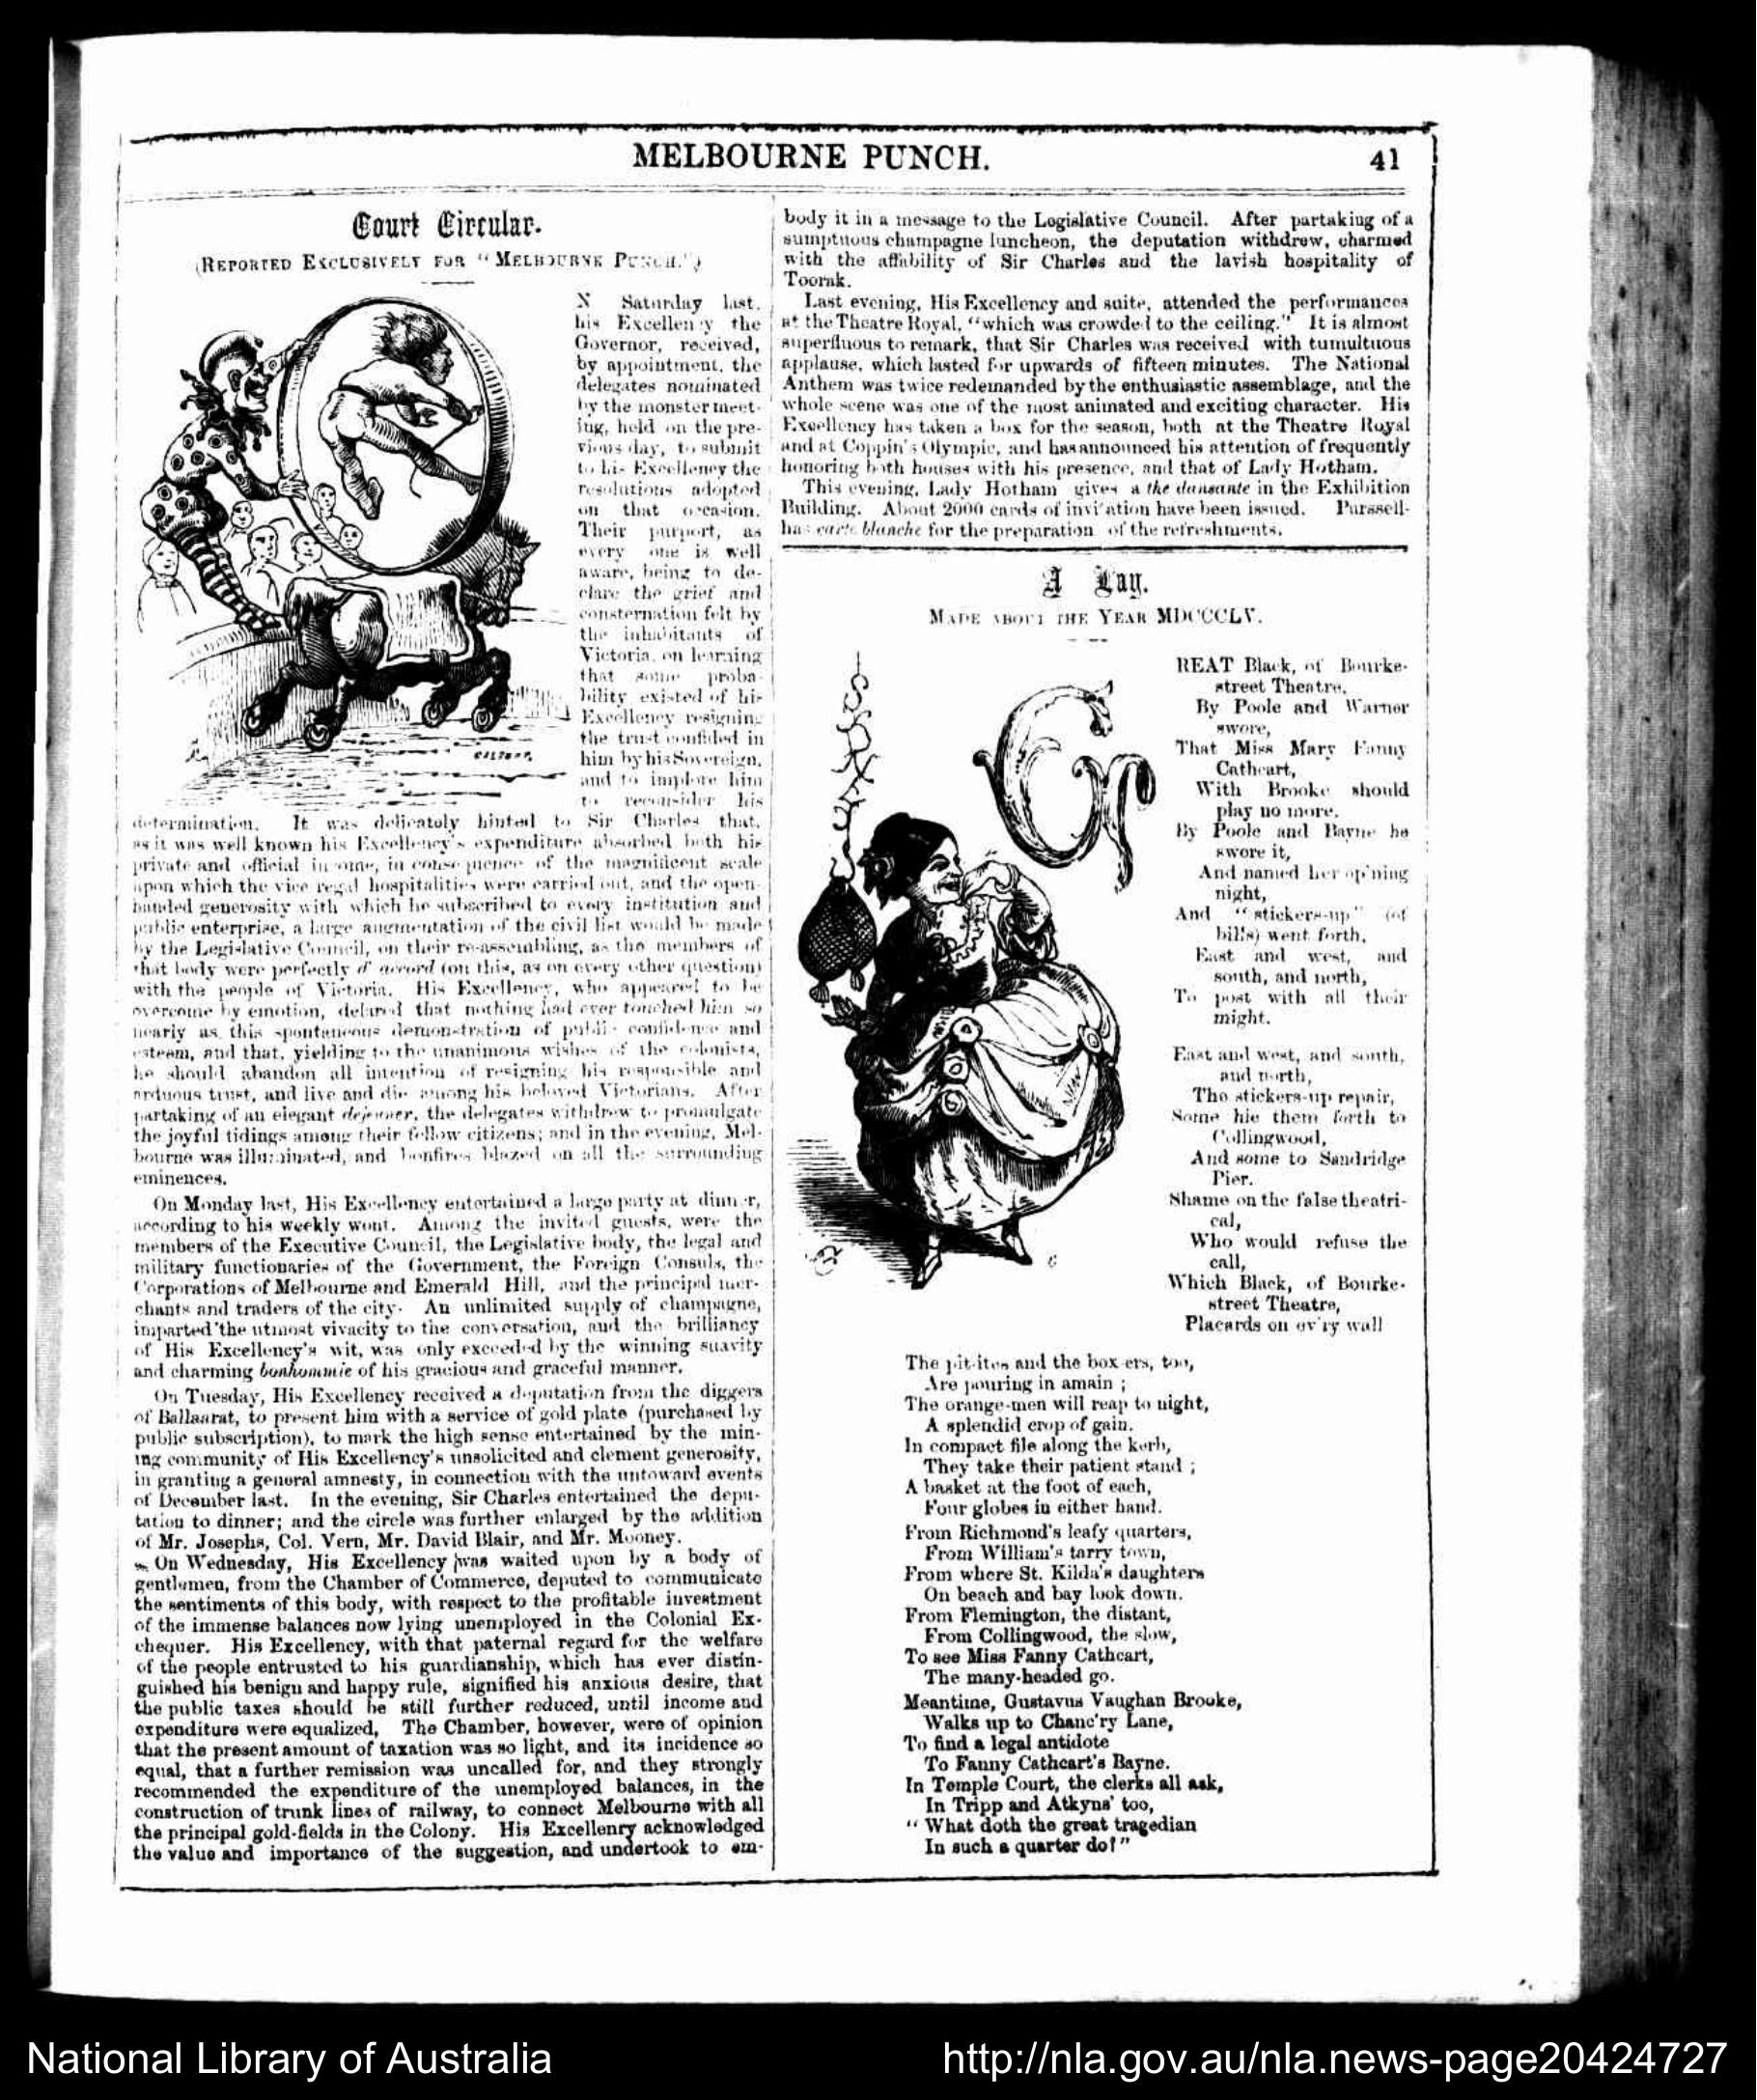 MELBOURNE PUNCH.
41
Court Circular.
(REPORTED EXCLUSIVELY FOR "MELBOURNE PUNCH.")
N Saturday last,
his Excellency the
Governor, received,
by appointment, the
delegates nominated
by the monster meet-
ing, held on the pre-
vious day, to submit
to his Excellency the
resolutions adopted
on that occasion.
Their purport, as
every one is well
aware, being to de-
clare the grief and
consternation felt by
the inhabitants of
Victoria, on learning
that some proba-
bility existed of his
Excellency resigning
the trust confided in
him by his Sovereign,
and to implore him
to reconsider his
determination. It was delicately hinted to Sir Charles that,
as it was well known his Excellency's expenditure absorbed both his
private and official income, in consequence of the magnificent scale
upon which the vice regal hospitalities were carried out, and the open-
handed generosity with which he subscribed to every institution and
public enterprise, a large augmentation of the civil list would be made
by the Legislative Council, on their re-assembling, as the members of
that body were perfectly d' accord (on this, as on every other question)
with the people of Victoria. His Excellency, who appeared to be
overcome by emotion, delared that nothing had ever touched him so
nearly as this spontaneous demonstration of public confidence and
esteem, and that, yielding to the unanimous wishes of the colonists,
he should abandon all intention of resigning his responsible and
arduous trust, and live and die among his beloved Victorians. After
partaking of an elegant dejeuner, the delegates withdrew to promulgate
the joyful tidings among their fellow citizens; and in the evening, Mel-
bourne was illuminated, and bonfires blazed on all the surrounding
eminences.
On Monday last, His Excellency entertained a large party at dinner,
according to his weekly wont. Among the invited guests, were the
members of the Executive Council, the Legislative body, the legal and
military functionaries of the Government, the Foreign Consuls, the
Corporations of Melbourne and Emerald Hill, and the principal mer-
chants and traders of the city. An unlimited supply of champagne,
imparted the utmost vivacity to the conversation, and the brilliancy
of His Excellency's wit, was only exceeded by the winning suavity
and charming bonhommie of his gracious and graceful manner.
On Tuesday, His Excellency received a deputation from the diggers
of Ballaarat, to present him with a service of gold plate (purchased by
public subscription), to mark the high sense entertained by the min-
ing community of His Excellency's unsolicited and clement generosity,
in granting a general amnesty, in connection with the untoward events
of December last. In the evening, Sir Charles entertained the depu-
tation to dinner; and the circle was further enlarged by the addition
of Mr. Josephs, Col. Vern, Mr. David Blair, and Mr. Mooney.
On Wednesday, His Excellency was waited upon by a body of
gentlemen, from the Chamber of Commerce, deputed to communicate
the sentiments of this body, with respect to the profitable investment
of the immense balances now lying unemployed in the Colonial Ex-
chequer. His Excellency, with that paternal regard for the welfare
of the people entrusted to his guardianship, which has ever distin-
guished his benign and happy rule, signified his anxious desire, that
the public taxes should be still further reduced, until income and
expenditure were equalized, The Chamber, however, were of opinion
that the present amount of taxation was so light, and its incidence so
equal, that a further remission was uncalled for, and they strongly
recommended the expenditure of the unemployed balances, in the
construction of trunk lines of railway, to connect Melbourne with all
the principal gold-fields in the Colony. His Excellenry acknowledged
the value and importance of the suggestion, and undertook to em-
body it in a message to the Legislative Council. After partaking of a
sumptuous champagne luncheon, the deputation withdrew, charmed
with the affability of Sir Charles and the lavish hospitality of
Toorak.
Last evening, His Excellency and suite, attended the performances
at the Theatre Royal, "which was crowded to the ceiling." It is almost
superfluous to remark, that Sir Charles was received with tumultuous
applause, which lasted for upwards of fifteen minutes. The National
Anthem was twice redemanded by the enthusiastic assemblage, and the
whole scene was one of the most animated and exciting character. His
Excellency has taken a box for the season, both at the Theatre Royal
and at Coppin's Olympic, and has announced his attention of frequently
honoring both houses with his presence, and that of Lady Hotham.
This evening, Lady Hotham gives a the dansante in the Exhibition
Building. About 2000 cards of invitation have been issued. Purssell-
has carte blanche for the preparation of the refreshments.
A Lay.
MADE ABOUT THE YEAR MDCCCLV.
G
REAT Black, of Bourke-
street Theatre,
By Poole and Warner
swore,
That Miss Mary Fanny
Cathcart,
With Brooke should
play no more.
By Poole and Bayne he
swore it,
And named her op'ning
night,
And "stickers-up" (of
bills) went forth,
East and west, and
south, and north,
To post with all their
might.
East and west, and south,
and north,
The stickers-up repair,
Some hie them forth to
Collingwood,
And some to Sandridge
Pier.
Shame on the false theatri-
cal,
Who would refuse the
call,
Which Black, of Bourke-
street Theatre,
Placards on ev'ry wall
The pit-ites and the box-ers, too,
Are pouring in amain;
The orange-men will reap to night,
A splendid crop of gain.
In compact file along the kerb,
They take their patient stand;
A basket at the foot of each,
Four globes in either hand.
From Richmond's leafy quarters,
From William's tarry town,
From where St. Kilda's daughters
On beach and bay look down.
From Flemington, the distant,
From Collingwood, the slow,
To see Miss Fanny Cathcart,
The many-headed go.
Meantime, Gustavus Vaughan Brooke,
Walks up to Chanc'ry Lane,
To find a legal antidote
To Fanny Cathcart's Bayne.
In Temple Court, the clerks all ask,
In Tripp and Atkyns' too,
"What doth the great tragedian
In such a quarter do?"
National Library of Australia
http://nla.gov.au/nla.news-page20424727